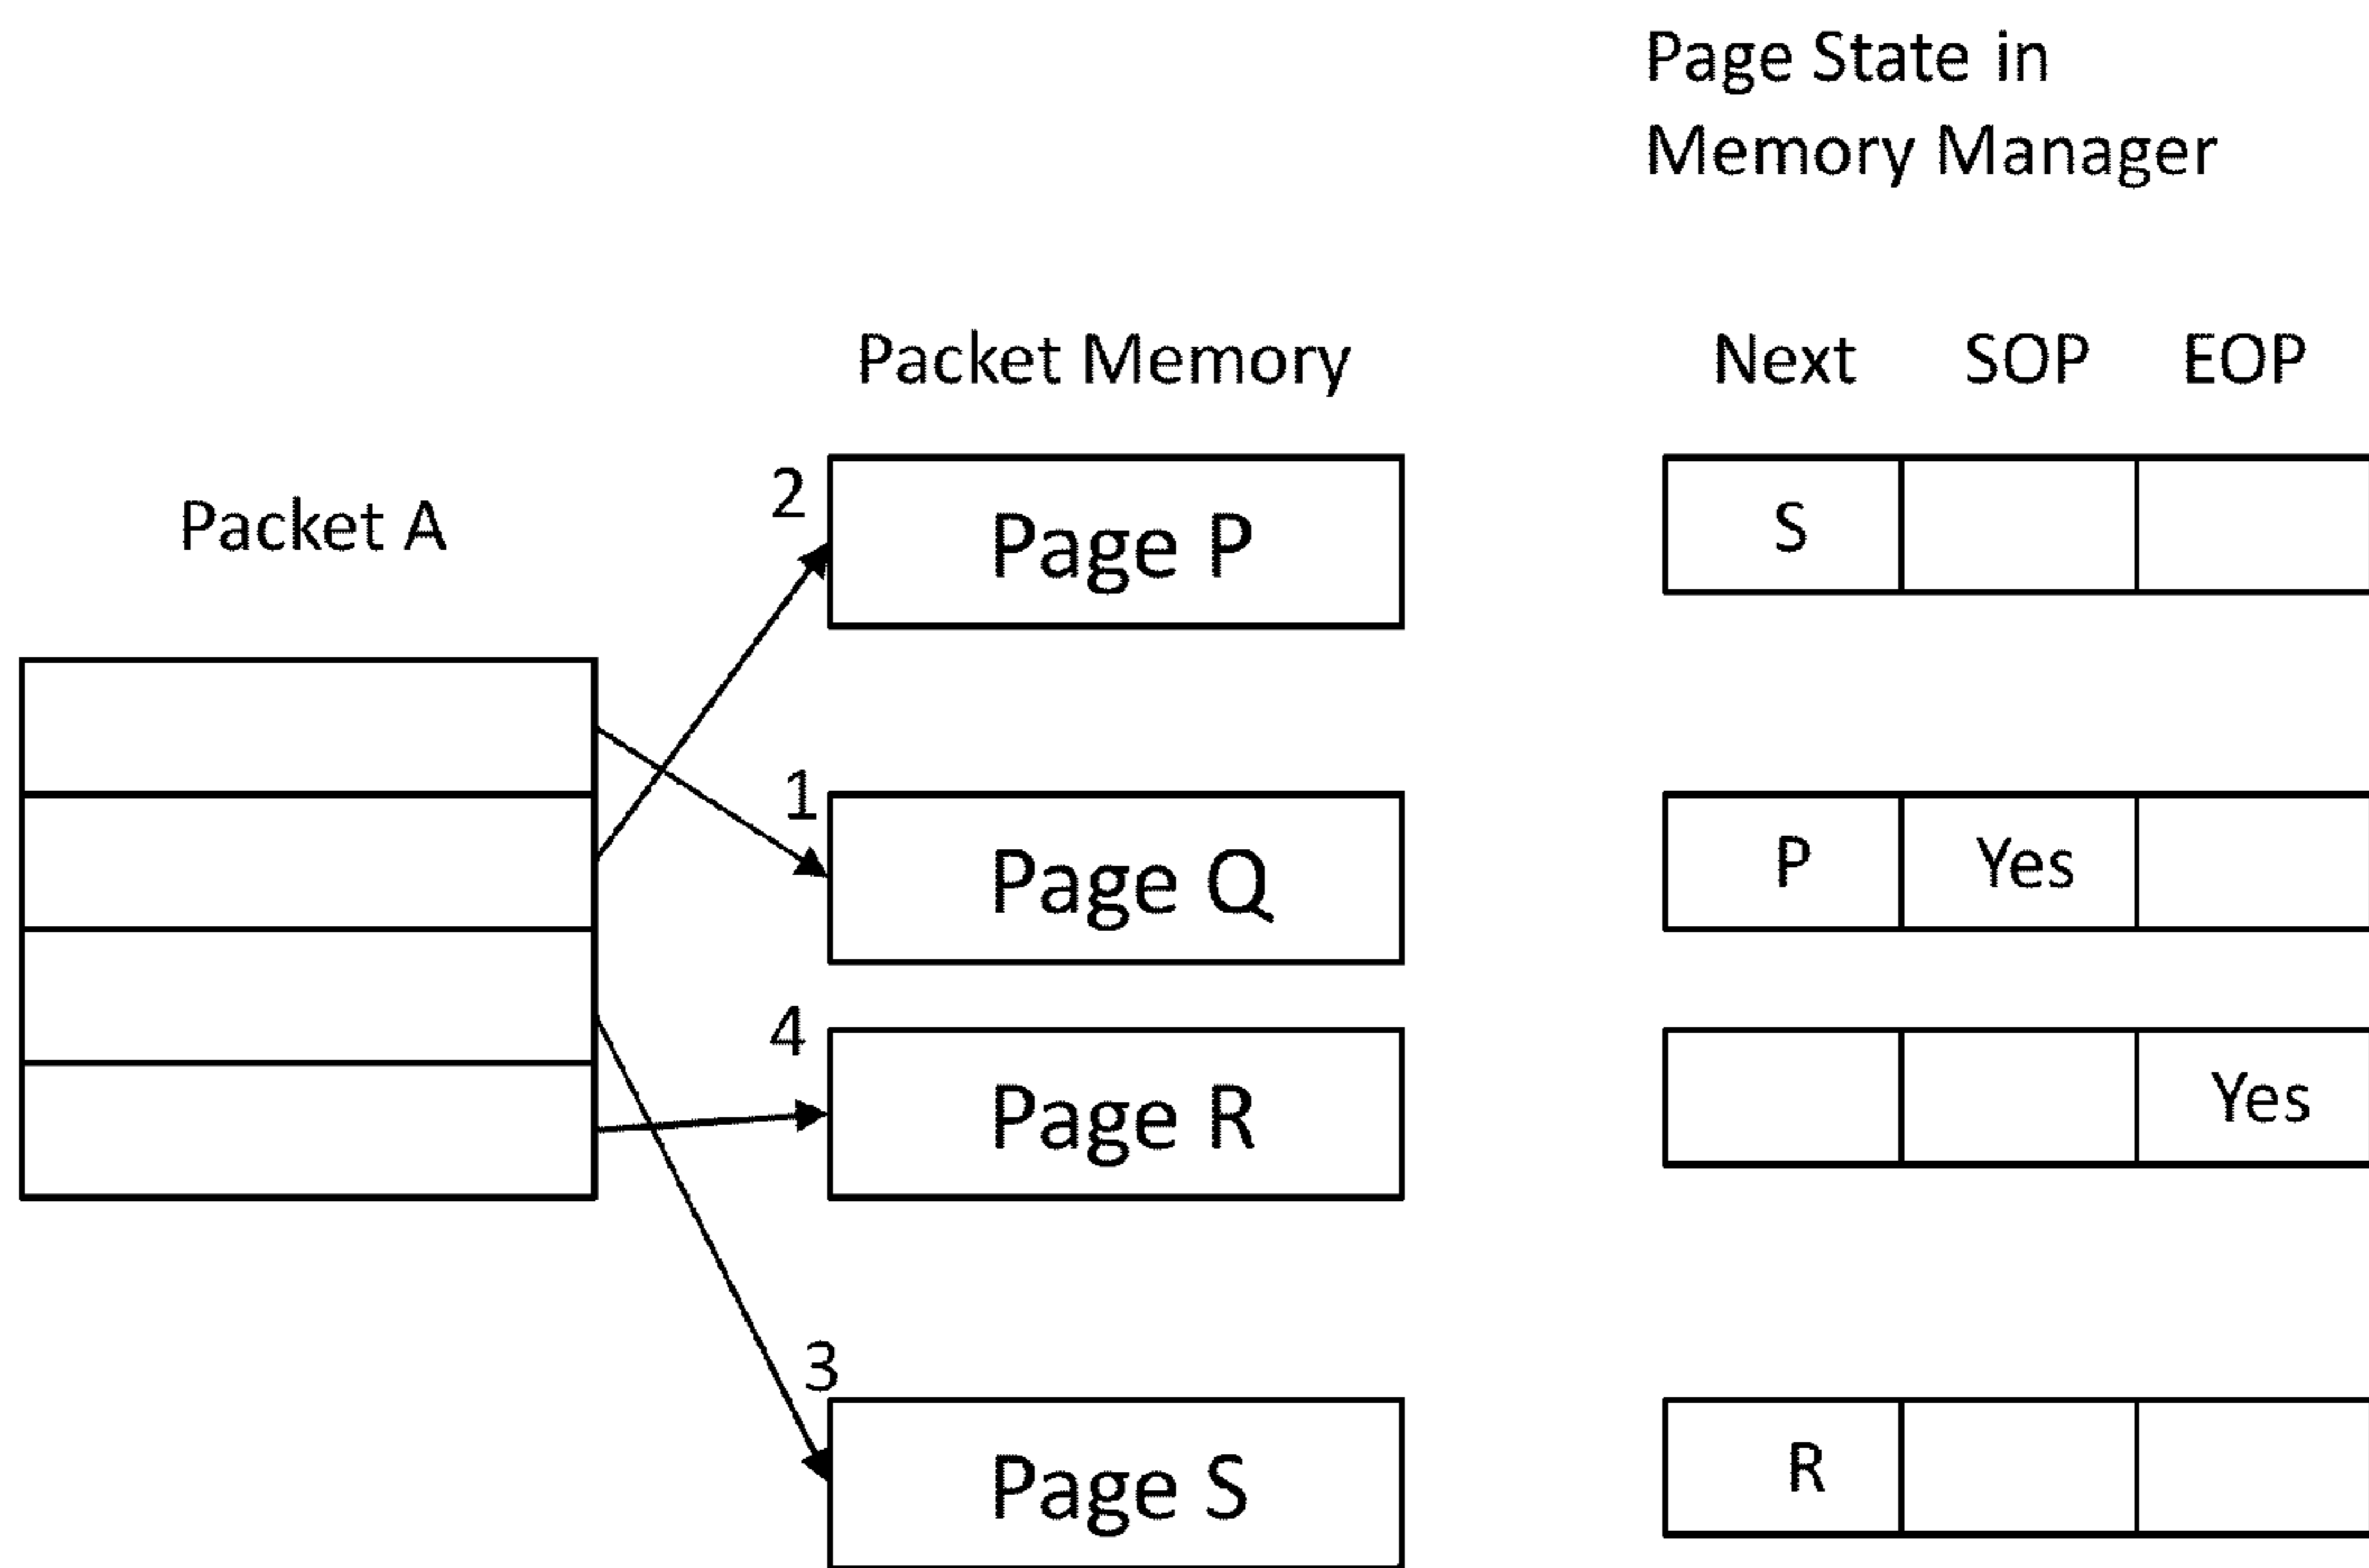 Page State in
Memory Manager
Packet Memory
Next SOP EOP
Packet A
2
Page P
S
1
Page Q
P Yes
4
Page R
Yes
3
Page S
R